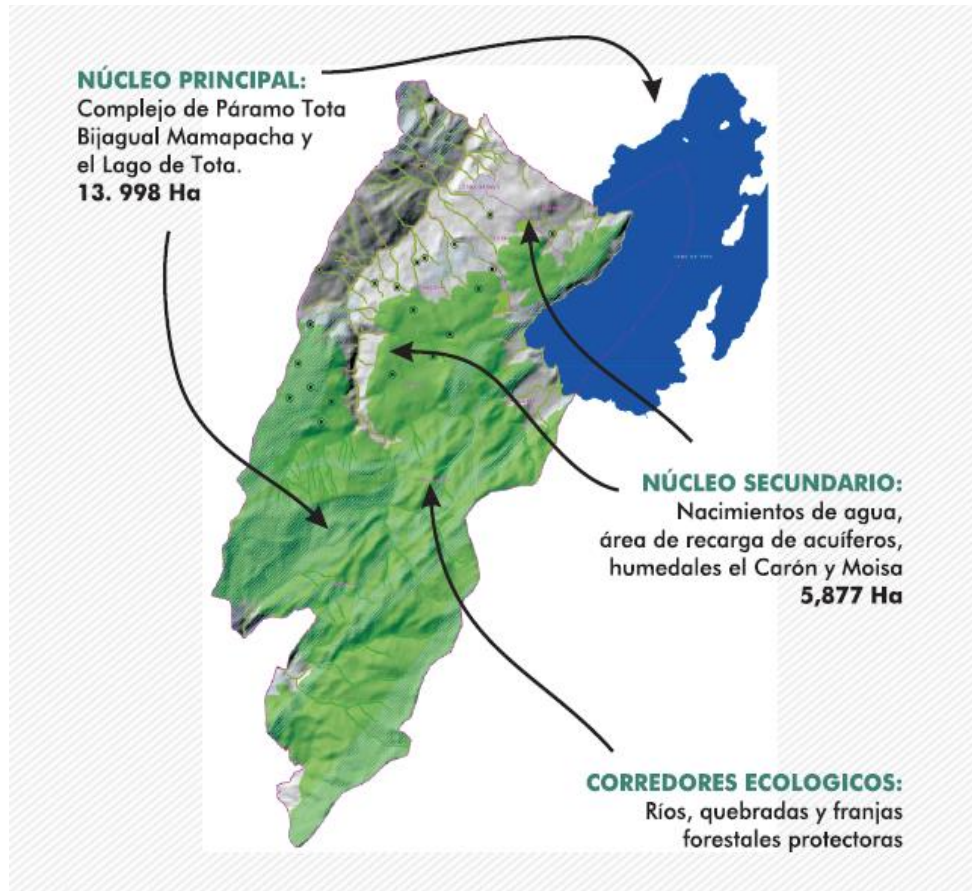 NÚCLEO PRINCIPAL:
Complejo de Páramo Tota
Bijagual Mamapacha y
el Lago de Tota.
13. 998 Ha
NÚCLEO SECUNDARIO:
Nacimientos de agua,
área de recarga de acuíferos,
humedales el Carón y Moisa
5,877 Ha
CORREDORES ECOLOGICOS:
Ríos, quebradas y franjas
forestales protectoras